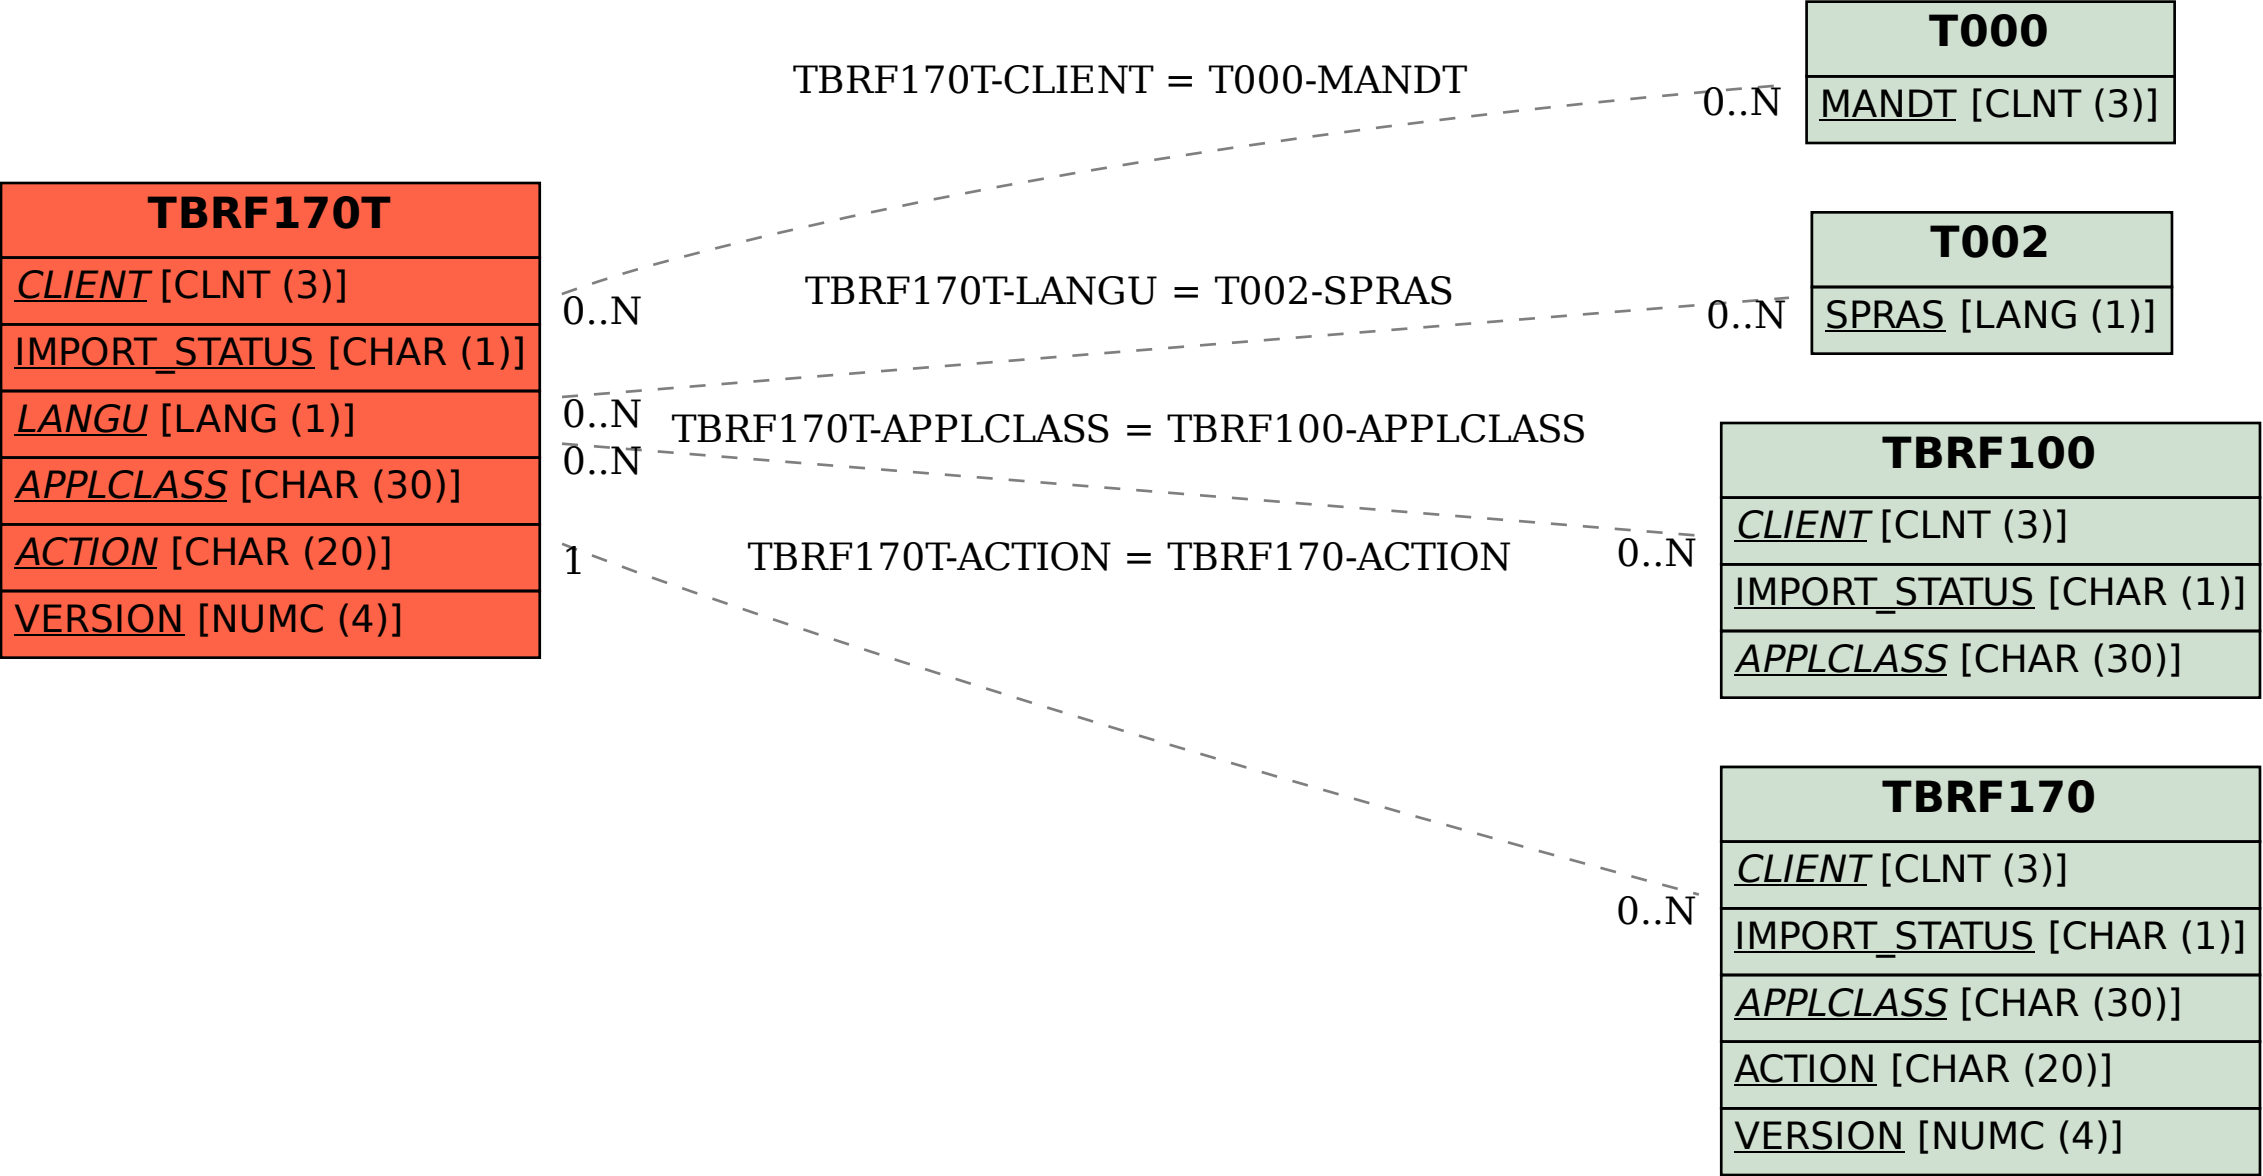 TBRF170T
CLIENT [CLNT (3)]
IMPORT_STATUS [CHAR (1)]
LANGU [LANG (1)]
APPLCLASS [CHAR (30)]
ACTION [CHAR (20)]
VERSION [NUMC (4)]
TBRF170T-CLIENT = T000-MANDT
0..N
0..N
TBRF170T-LANGU = T002-SPRAS
0..N
0..N
TBRF170T-APPLCLASS = TBRF100-APPLCLASS
0..N
0..N
TBRF170T-ACTION = TBRF170-ACTION
1
0..N
T000
MANDT [CLNT (3)]
T002
SPRAS [LANG (1)]
TBRF100
CLIENT [CLNT (3)]
IMPORT_STATUS [CHAR (1)]
APPLCLASS [CHAR (30)]
TBRF170
CLIENT [CLNT (3)]
IMPORT_STATUS [CHAR (1)]
APPLCLASS [CHAR (30)]
ACTION [CHAR (20)]
VERSION [NUMC (4)]